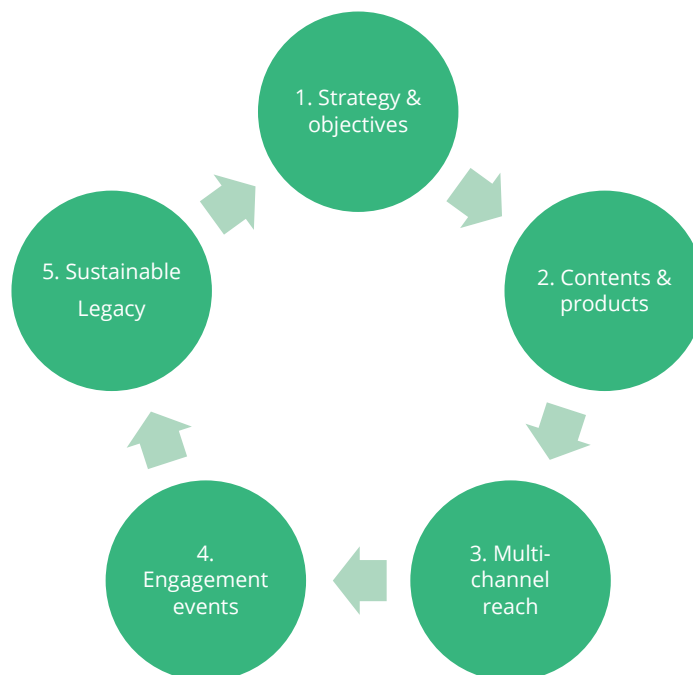 1. Strategy &
objectives
2. Contents &
products
3. Multi-
channel
reach
4.
Engagement
events
5. Sustainable
Legacy